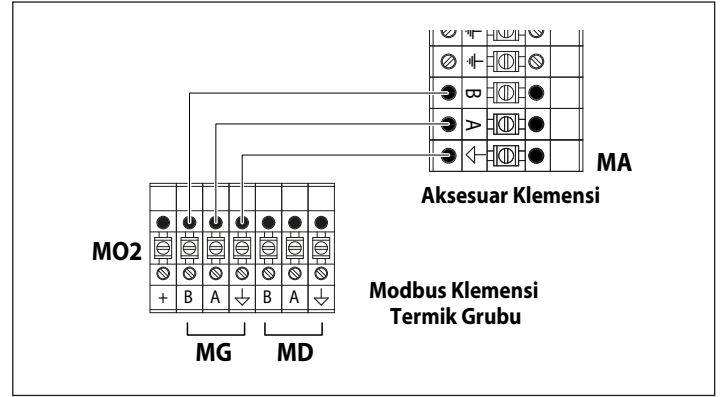 B
A
MA
Aksesuar Klemensi
MO2
+ B A B A
Modbus Klemensi
Termik Grubu
MG MD